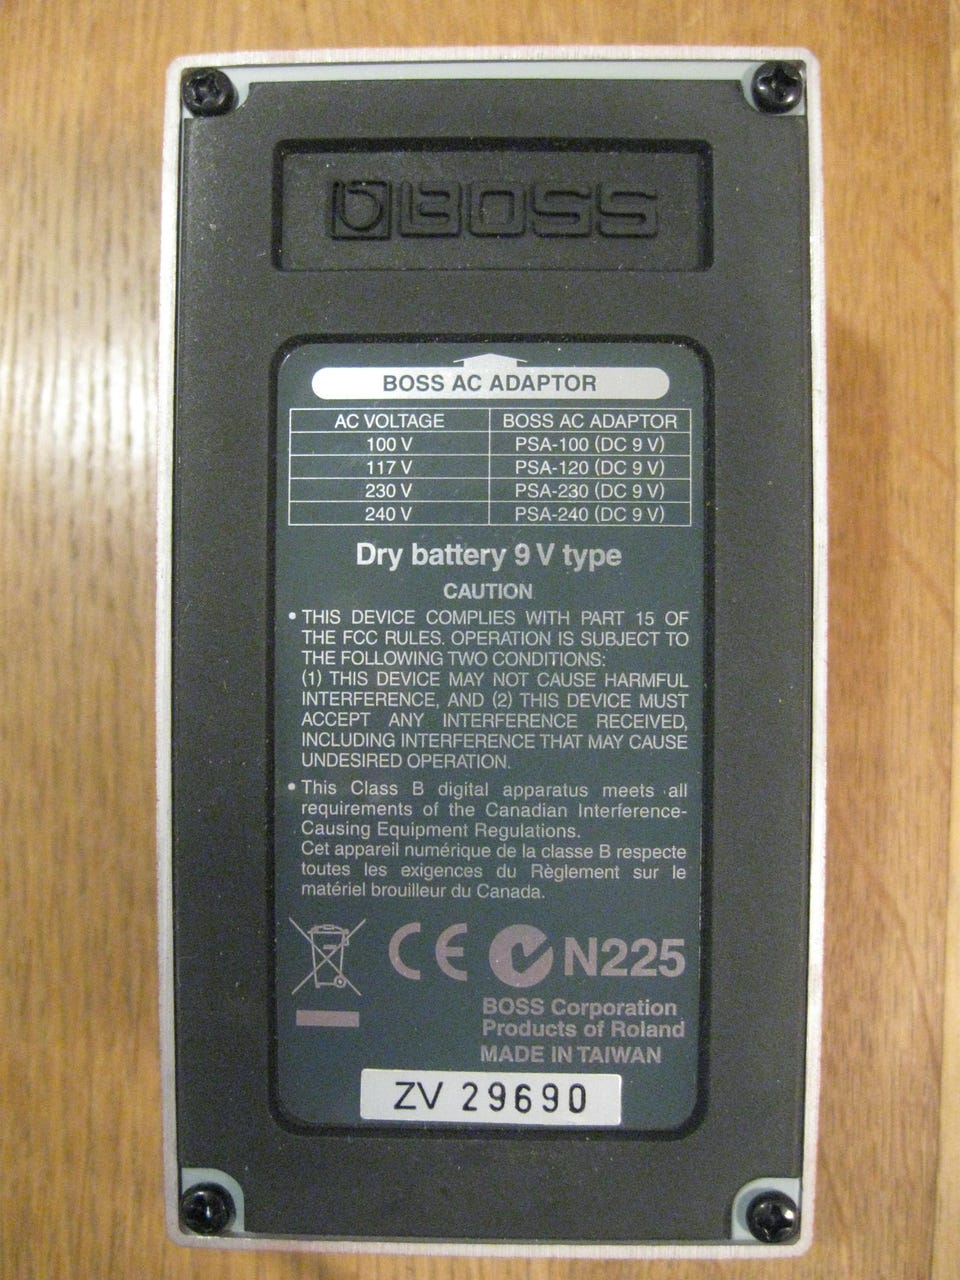 BOSS
BOSS AC ADAPTOR
AC VOLTAGE BOSS AC ADAPTOR
100 V PSA-100 (DC 9 V)
117 V PSA-120 (DC 9 V)
230 V PSA-230 (DC 9 V)
240 V PSA-240 (DC 9 V)
Dry battery 9 V type
CAUTION
• THIS DEVICE COMPLIES WITH PART 15 OF
THE FCC RULES. OPERATION IS SUBJECT TO
THE FOLLOWING TWO CONDITIONS:
(1) THIS DEVICE MAY NOT CAUSE HARMFUL
INTERFERENCE, AND (2) THIS DEVICE MUST
ACCEPT ANY INTERFERENCE RECEIVED,
INCLUDING INTERFERENCE THAT MAY CAUSE
UNDESIRED OPERATION.
• This Class B digital apparatus meets all
requirements of the Canadian Interference-
Causing Equipment Regulations.
Cet appareil numérique de la classe B respecte
toutes les exigences du Règlement sur le
matériel brouilleur du Canada.
CE N225
BOSS Corporation
Products of Roland
MADE IN TAIWAN
ZV 29690